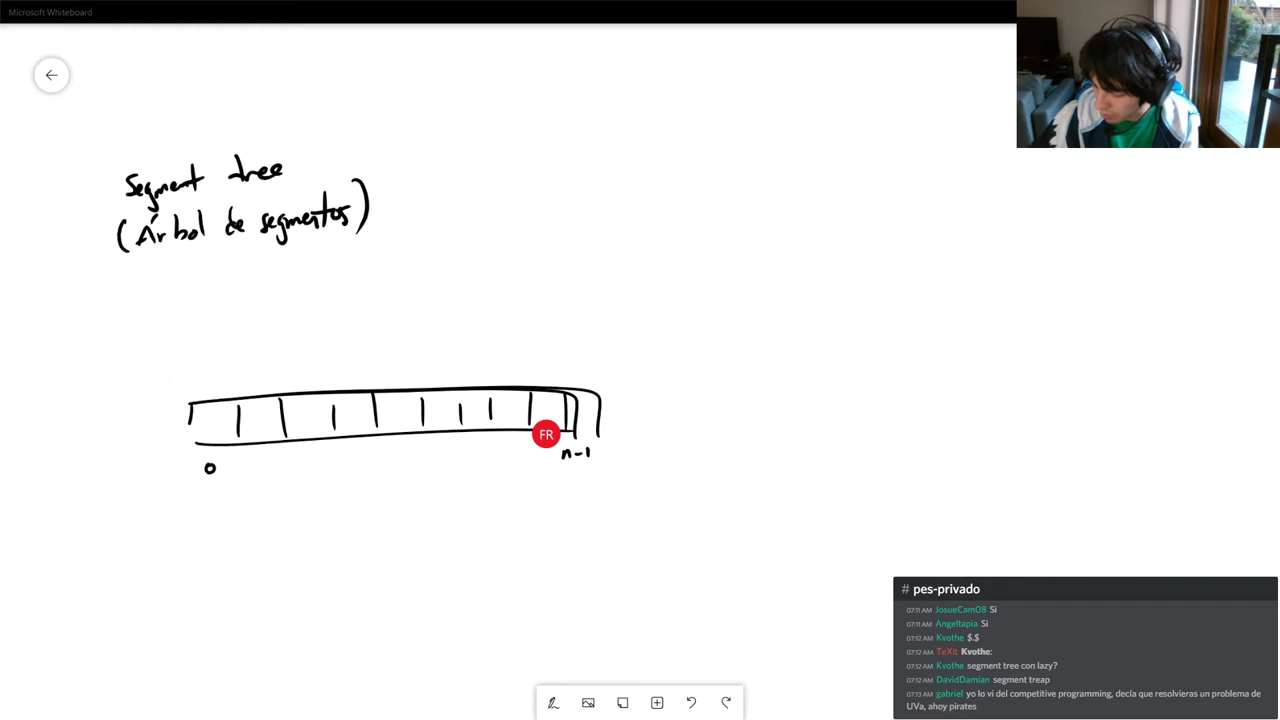 Microsoft Whiteboard
Segment tree
(Árbol de segmentos)
FR
0
n-1
# pes-privado
07:11 AM JosueCam08 Si
07:11 AM Angeltapia Si
07:12 AM Kvothe $.$
07:12 AM TeXit Kvothe:
07:12 AM Kvothe segment tree con lazy?
07:12 AM DavidDamian segment treap
07:13 AM gabriel yo lo vi del competitive programming, decía que resolvieras un problema de
UVa, ahoy pirates